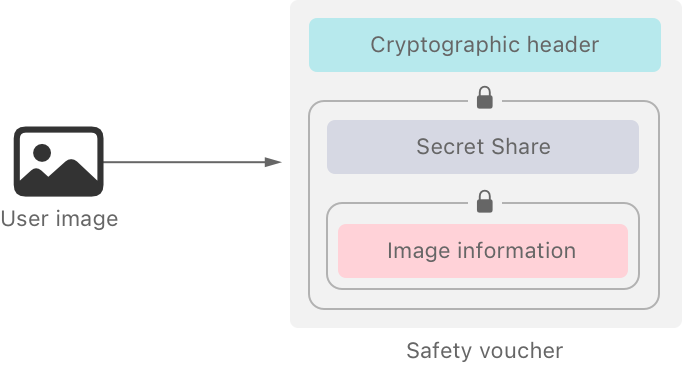 Cryptographic header
Secret Share
User image
Image information
Safety voucher